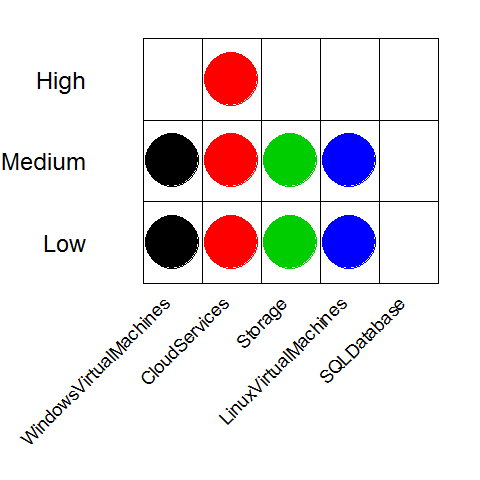 High
Medium
Low
WindowsVirtualMachines
CloudServices
Storage
LinuxVirtualMachines
SQLDatabase